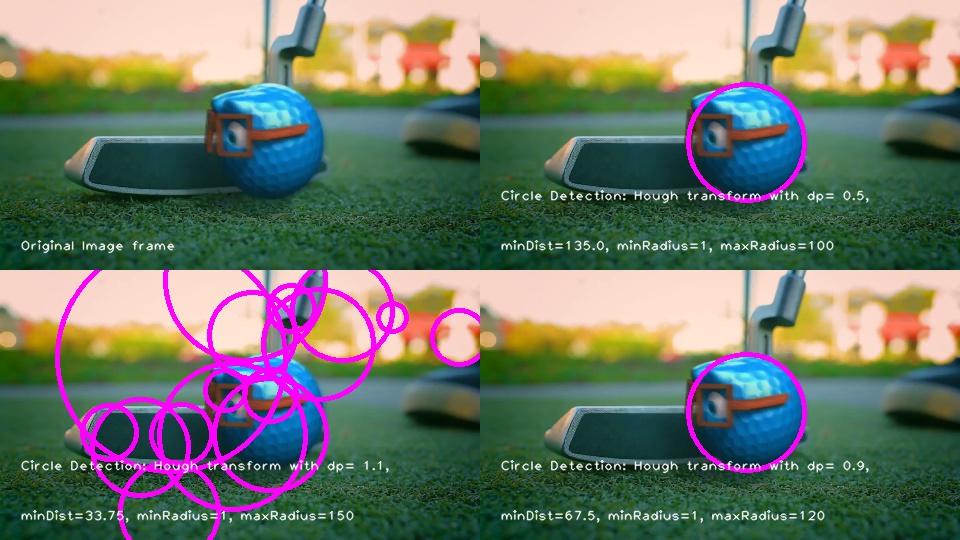 Original Image frame
Circle Detection: Hough transform with dp= 0.5,
minDist=135.0, minRadius=1, maxRadius=100
Circle Detection: Hough transform with dp= 1.1,
minDist=33.75, minRadius=1, maxRadius=150
Circle Detection: Hough transform with dp= 0.9,
minDist=67.5, minRadius=1, maxRadius=120